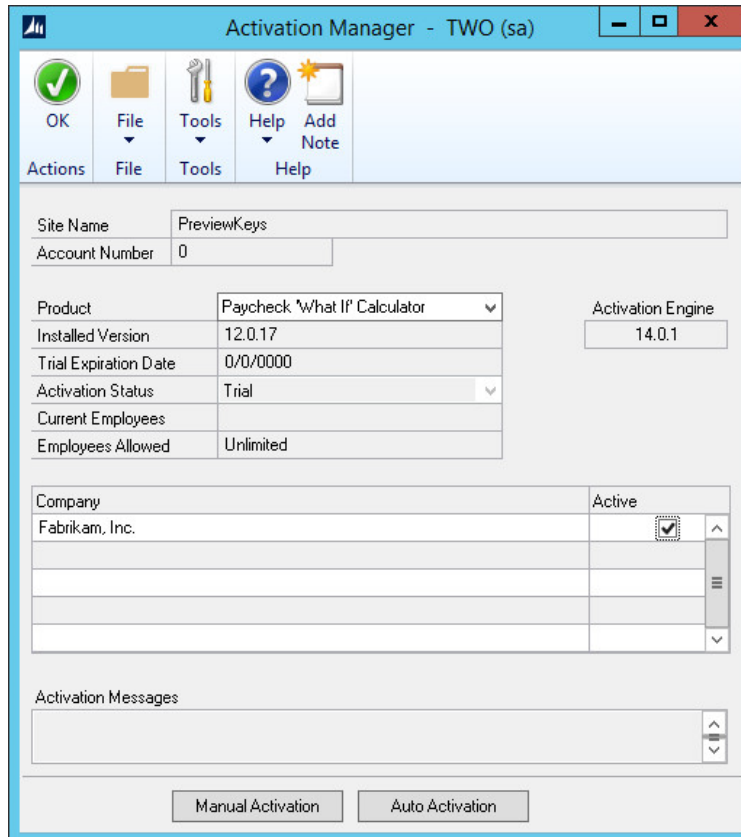 Activation Manager - TWO (sa)
OK File Tools Help Add Note
Actions File Tools Help
Site Name PreviewKeys
Account Number 0
Product Paycheck 'What If' Calculator Activation Engine
Installed Version 12.0.17 14.0.1
Trial Expiration Date 0/0/0000
Activation Status Trial
Current Employees
Employees Allowed Unlimited
Company Active
Fabrikam, Inc.
Activation Messages
Manual Activation Auto Activation